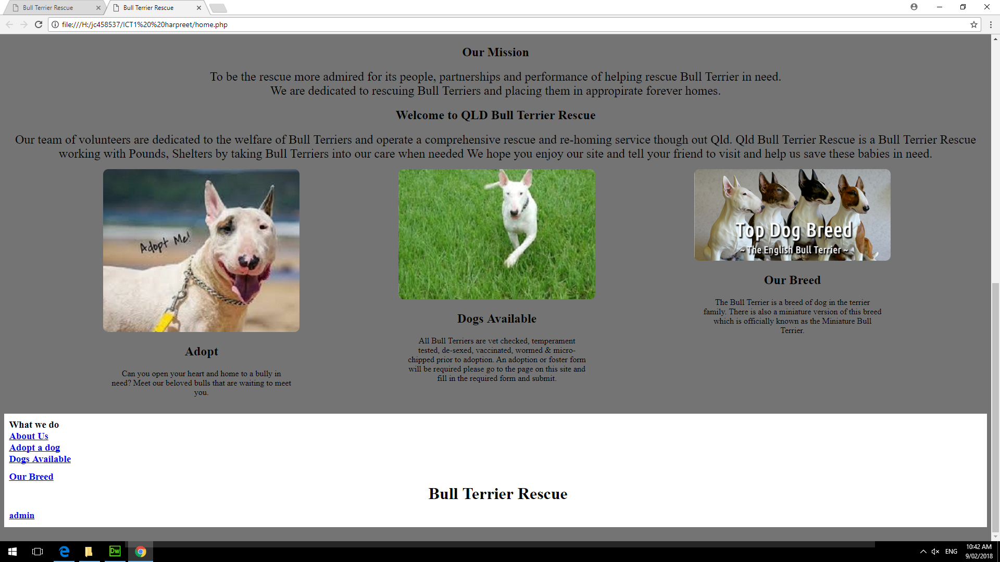 Bull Terrier Rescue
Bull Terrier Rescue
file:///H:/jc458537/ICT1%20%20harpreet/home.php
Our Mission
To be the rescue more admired for its people, partnerships and performance of helping rescue Bull Terrier in need.
We are dedicated to rescuing Bull Terriers and placing them in appropirate forever homes.
Welcome to QLD Bull Terrier Rescue
Our team of volunteers are dedicated to the welfare of Bull Terriers and operate a comprehensive rescue and re-homing service though out Qld. Qld Bull Terrier Rescue is a Bull Terrier Rescue
working with Pounds, Shelters by taking Bull Terriers into our care when needed We hope you enjoy our site and tell your friend to visit and help us save these babies in need.
Adopt Me!
Adopt
Can you open your heart and home to a bully in
need? Meet our beloved bulls that are waiting to meet
you.
Dogs Available
All Bull Terriers are vet checked, temperament
tested, de-sexed, vaccinated, wormed & micro-
chipped prior to adoption. An adoption or foster form
will be required please go to the page on this site and
fill in the required form and submit.
Top Dog Breed
~ The English Bull Terrier ~
Our Breed
The Bull Terrier is a breed of dog in the terrier
family. There is also a miniature version of this breed
which is officially known as the Miniature Bull
Terrier.
What we do
About Us
Adopt a dog
Dogs Available
Our Breed
Bull Terrier Rescue
admin
Dw
ENG
10:42 AM
9/02/2018